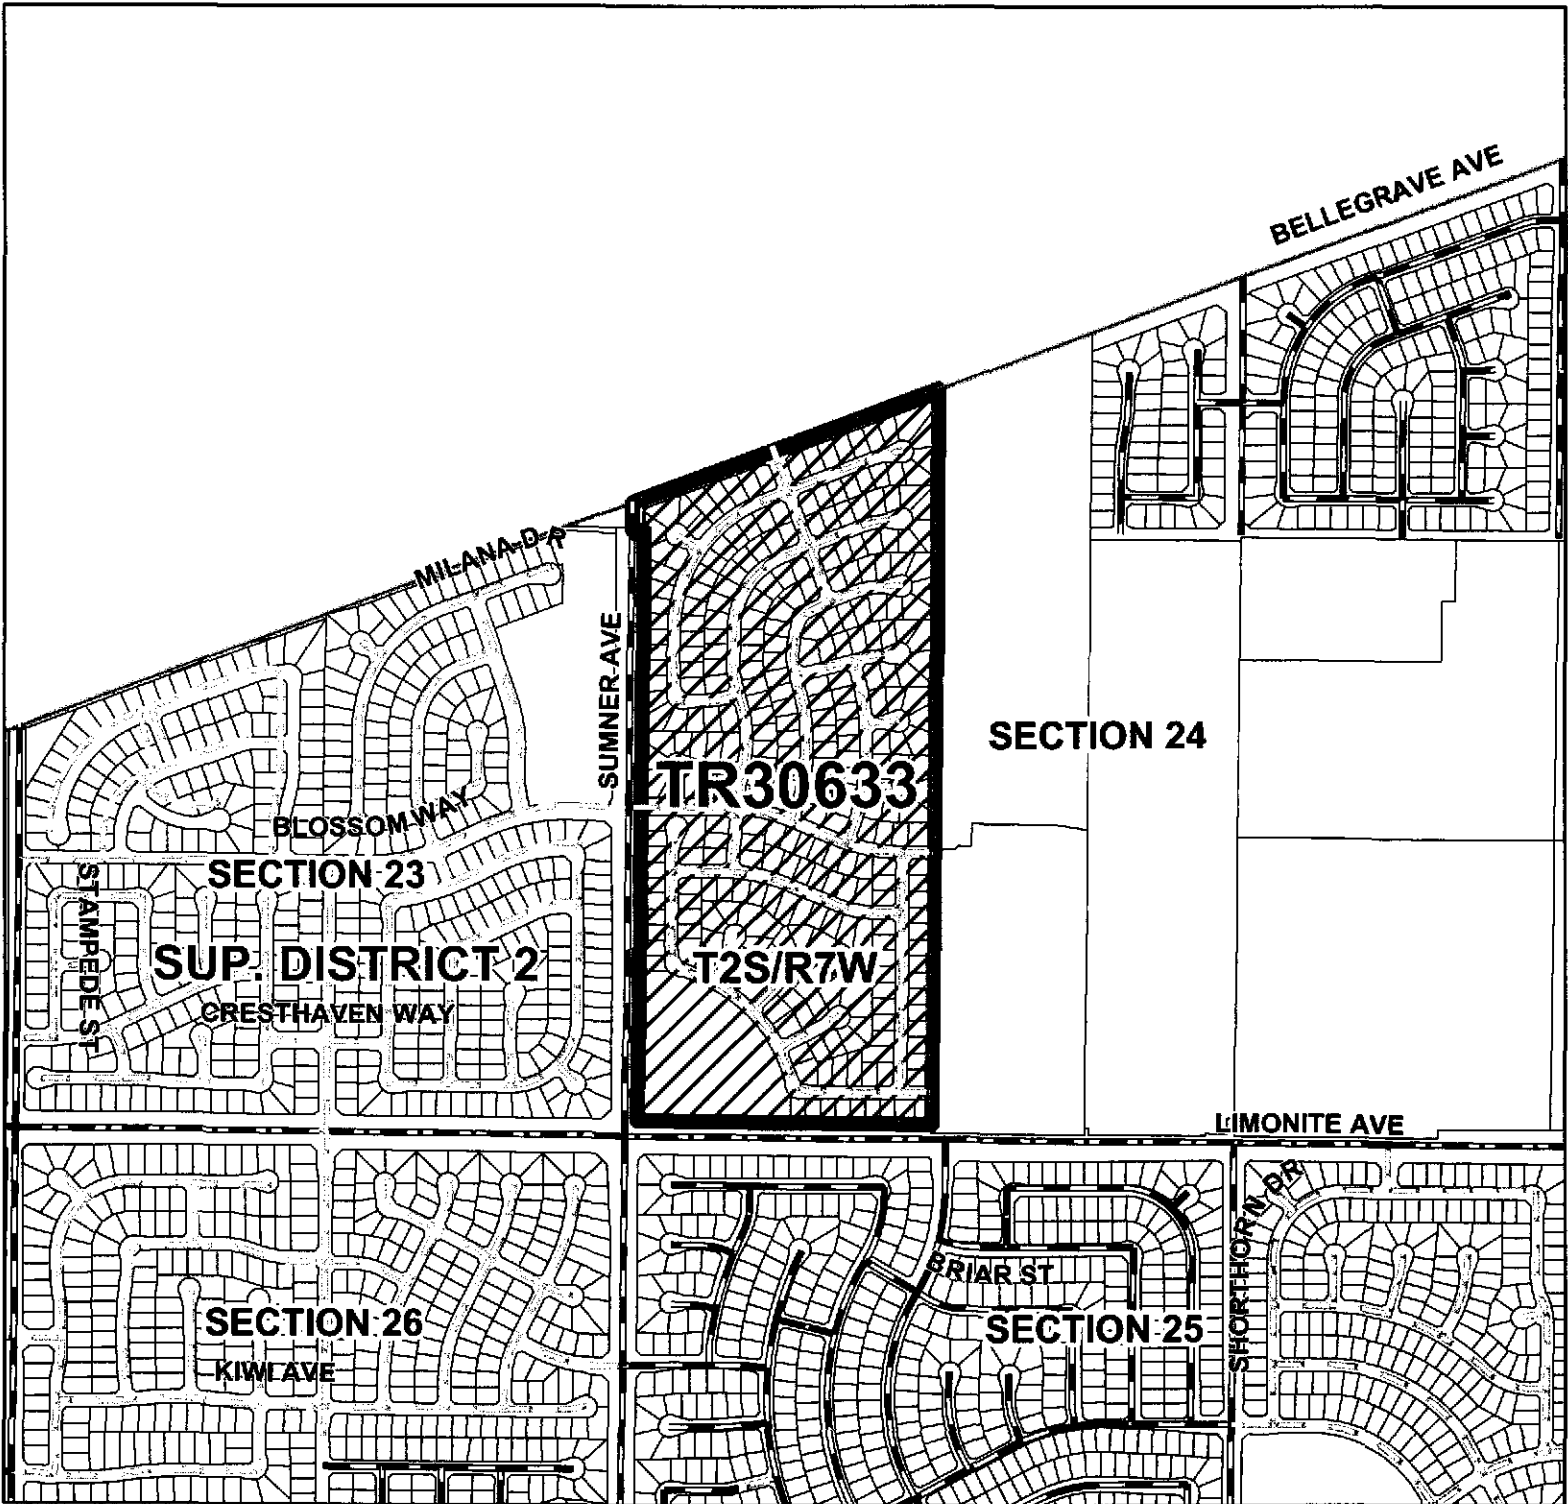 BELLEGRAVE AVE
MILANA DR
SUMNER AVE
SECTION 24
TR30633
BLOSSOM WAY
SECTION 23
STAMPEDE ST
SUP. DISTRICT 2
T2S/R7W
CRESTHAVEN WAY
LIMONITE AVE
SHORTHORN DR
BRIAR ST
SECTION 26
SECTION 25
KIWI AVE